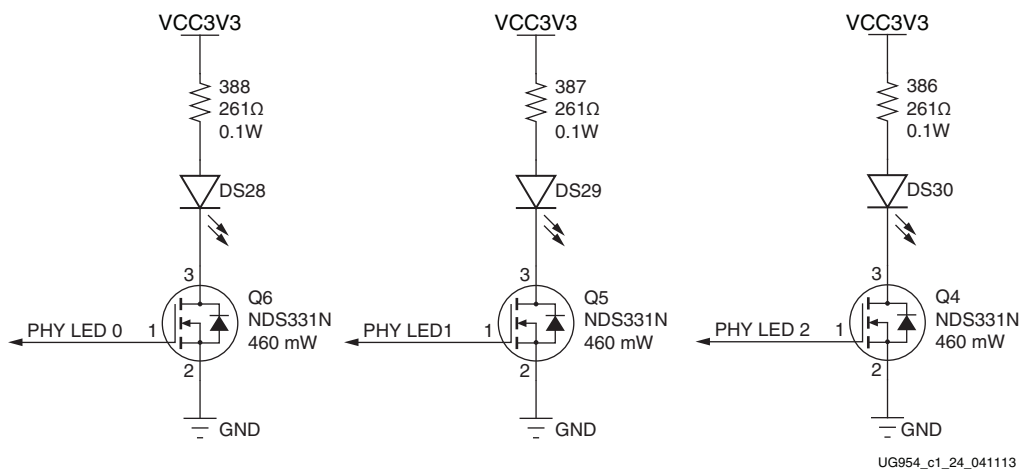 VCC3V3
388
261Ω
0.1W
DS28
3
Q6
NDS331N
460 mW
PHY LED 0
1
2
GND
VCC3V3
387
261Ω
0.1W
DS29
3
Q5
NDS331N
460 mW
PHY LED1
1
2
GND
VCC3V3
386
261Ω
0.1W
DS30
3
Q4
NDS331N
460 mW
PHY LED 2
1
2
GND
UG954_c1_24_041113